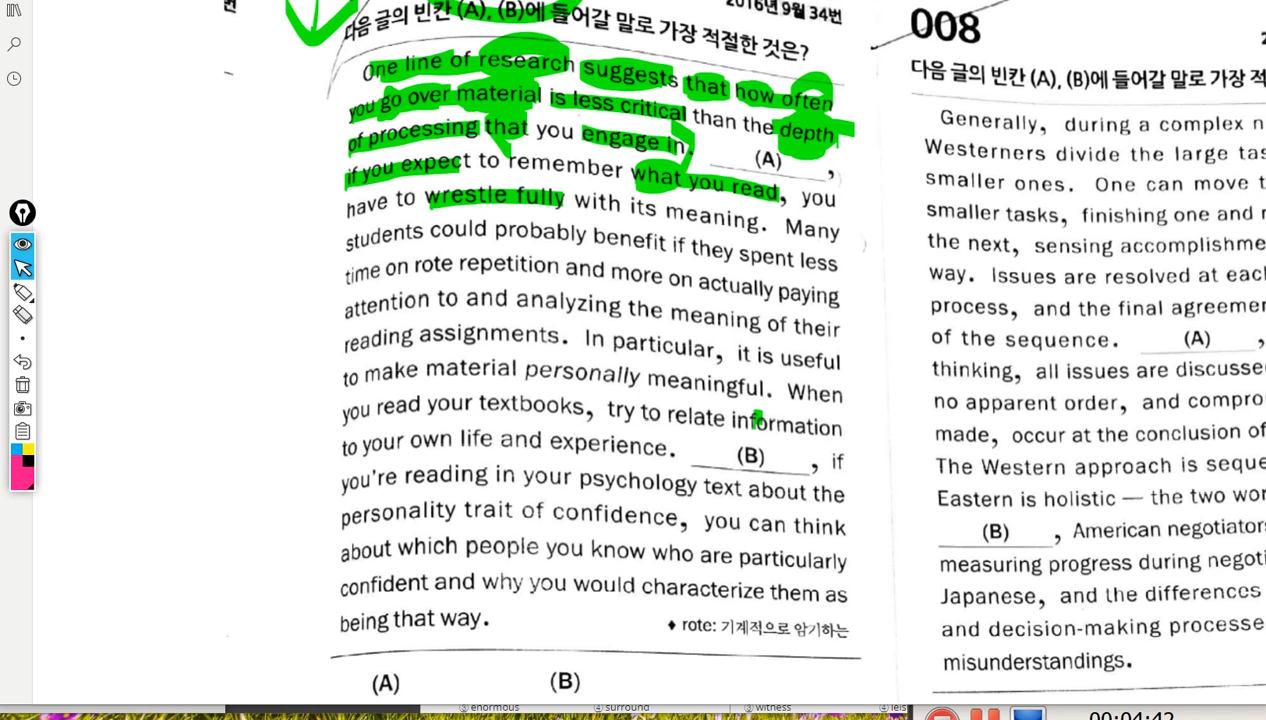 번
2016년 9월 34번
다음 글의 빈칸 (A), (B)에 들어갈 말로 가장 적절한 것은?
One line of research suggests that how often
you go over material is less critical than the depth
of processing that you engage in. (A) ,
if you expect to remember what you read, you
have to wrestle fully with its meaning. Many
students could probably benefit if they spent less
time on rote repetition and more on actually paying
attention to and analyzing the meaning of their
reading assignments. In particular, it is useful
to make material personally meaningful. When
you read your textbooks, try to relate information
to your own life and experience. (B) , if
you're reading in your psychology text about the
personality trait of confidence, you can think
about which people you know who are particularly
confident and why you would characterize them as
being that way.
♦ rote: 기계적으로 암기하는
(A) (B)
008
다음 글의 빈칸 (A), (B)에 들어갈 말로 가장 적
Generally, during a complex n
Westerners divide the large tas
smaller ones. One can move t
smaller tasks, finishing one and
the next, sensing accomplishme
way. Issues are resolved at each
process, and the final agreemen
of the sequence. (A) ,
thinking, all issues are discusse
no apparent order, and compro
made, occur at the conclusion of
The Western approach is seque
Eastern is holistic — the two wor
(B) , American negotiators
measuring progress during negoti
Japanese, and the differences
and decision-making processe
misunderstandings.
③ enormous ④ surround ③ witness ④ leis
00:04:42